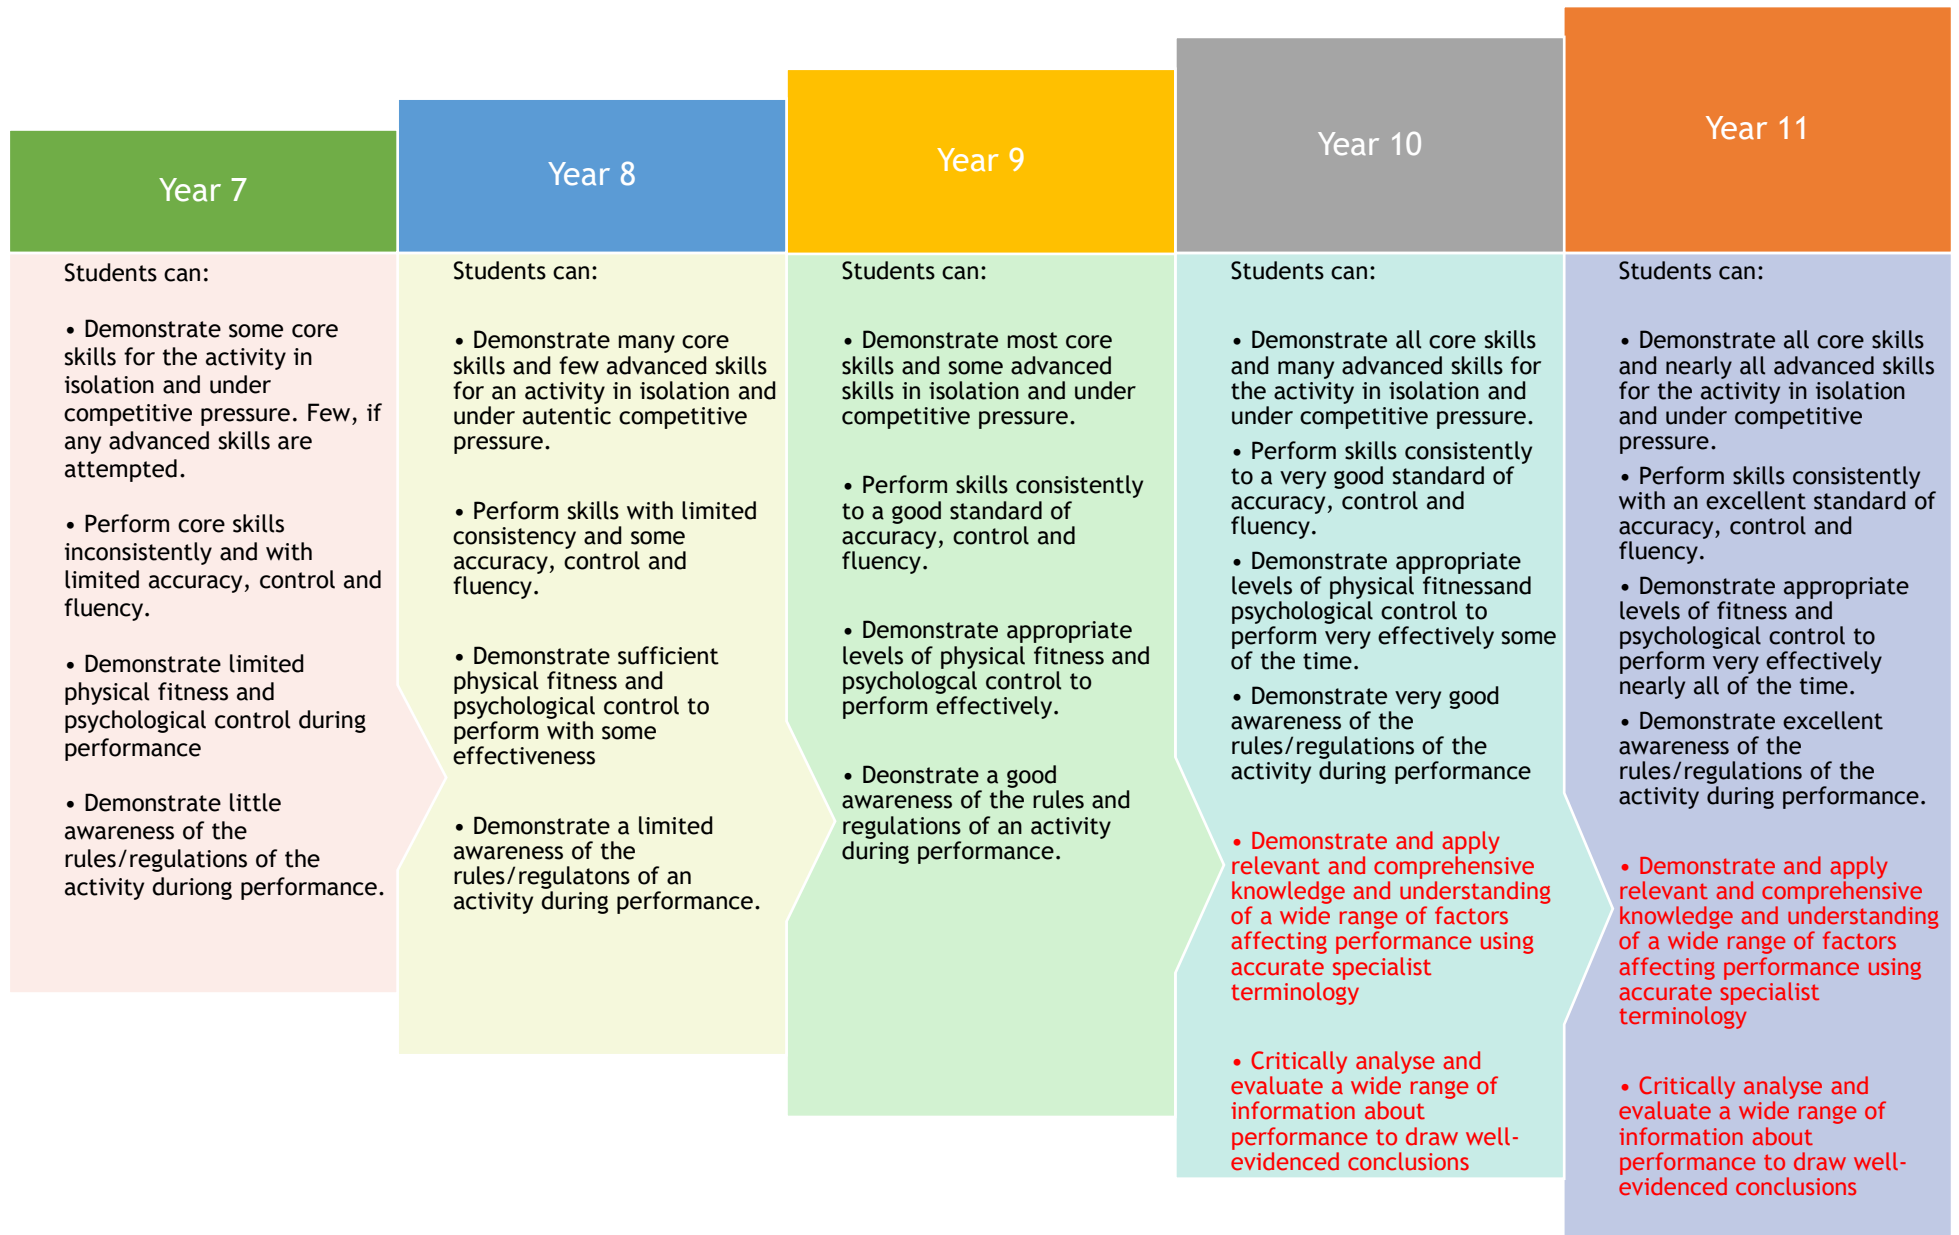 Year 7
Students can:
• Demonstrate some core
skills for the activity in
isolation and under
competitive pressure. Few, if
any advanced skills are
attempted.
• Perform core skills
inconsistently and with
limited accuracy, control and
fluency.
• Demonstrate limited
physical fitness and
psychological control during
performance
• Demonstrate little
awareness of the
rules/regulations of the
activity duriong performance.
Year 8
Students can:
• Demonstrate many core
skills and few advanced skills
for an activity in isolation and
under autentic competitive
pressure.
• Perform skills with limited
consistency and some
accuracy, control and
fluency.
• Demonstrate sufficient
physical fitness and
psychological control to
perform with some
effectiveness
• Demonstrate a limited
awareness of the
rules/regulatons of an
activity during performance.
Year 9
Students can:
• Demonstrate most core
skills and some advanced
skills in isolation and under
competitive pressure.
• Perform skills consistently
to a good standard of
accuracy, control and
fluency.
• Demonstrate appropriate
levels of physical fitness and
psychologcal control to
perform effectively.
• Deonstrate a good
awareness of the rules and
regulations of an activity
during performance.
Year 10
Students can:
• Demonstrate all core skills
and many advanced skills for
the activity in isolation and
under competitive pressure.
• Perform skills consistently
to a very good standard of
accuracy, control and
fluency.
• Demonstrate appropriate
levels of physical fitnessand
psychological control to
perform very effectively some
of the time.
• Demonstrate very good
awareness of the
rules/regulations of the
activity during performance
• Demonstrate and apply
relevant and comprehensive
knowledge and understanding
of a wide range of factors
affecting performance using
accurate specialist
terminology
• Critically analyse and
evaluate a wide range of
information about
performance to draw well-
evidenced conclusions
Year 11
Students can:
• Demonstrate all core skills
and nearly all advanced skills
for the activity in isolation
and under competitive
pressure.
• Perform skills consistently
with an excellent standard of
accuracy, control and
fluency.
• Demonstrate appropriate
levels of fitness and
psychological control to
perform very effectively
nearly all of the time.
• Demonstrate excellent
awareness of the
rules/regulations of the
activity during performance.
• Demonstrate and apply
relevant and comprehensive
knowledge and understanding
of a wide range of factors
affecting performance using
accurate specialist
terminology
• Critically analyse and
evaluate a wide range of
information about
performance to draw well-
evidenced conclusions